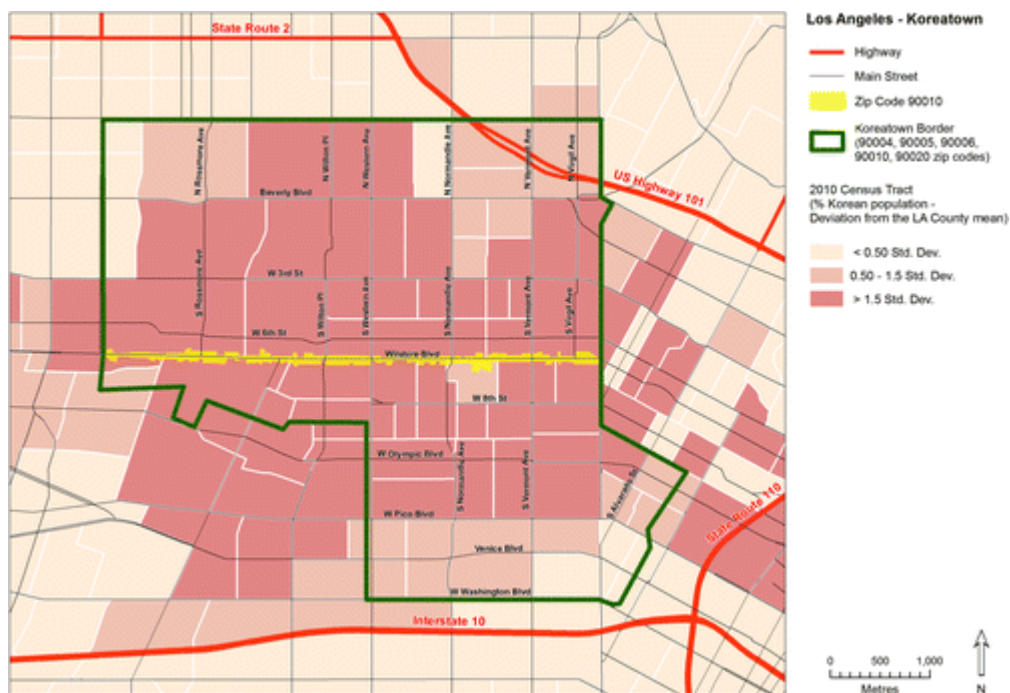 State Route 2
N Rossmore Ave
N Wilton Pl
N Western Ave
N Normandie Ave
N Vermont Ave
N Virgil Ave
US Highway 101
Beverly Blvd
W 3rd St
S Rossmore Ave
S Wilton Pl
S Western Ave
S Normandie Ave
S Vermont Ave
S Virgil Ave
W 6th St
Wilshire Blvd
W 8th St
W Olympic Blvd
S Normandie Ave
S Vermont Ave
S Alvarado St
W Pico Blvd
State Route 110
Venice Blvd
W Washington Blvd
Interstate 10
Los Angeles - Koreatown
Highway
Main Street
Zip Code 90010
Koreatown Border
(90004, 90005, 90006,
90010, 90020 zip codes)
2010 Census Tract
(% Korean population -
Deviation from the LA County mean)
< 0.50 Std. Dev.
0.50 - 1.5 Std. Dev.
> 1.5 Std. Dev.
0 500 1,000
Metres
N